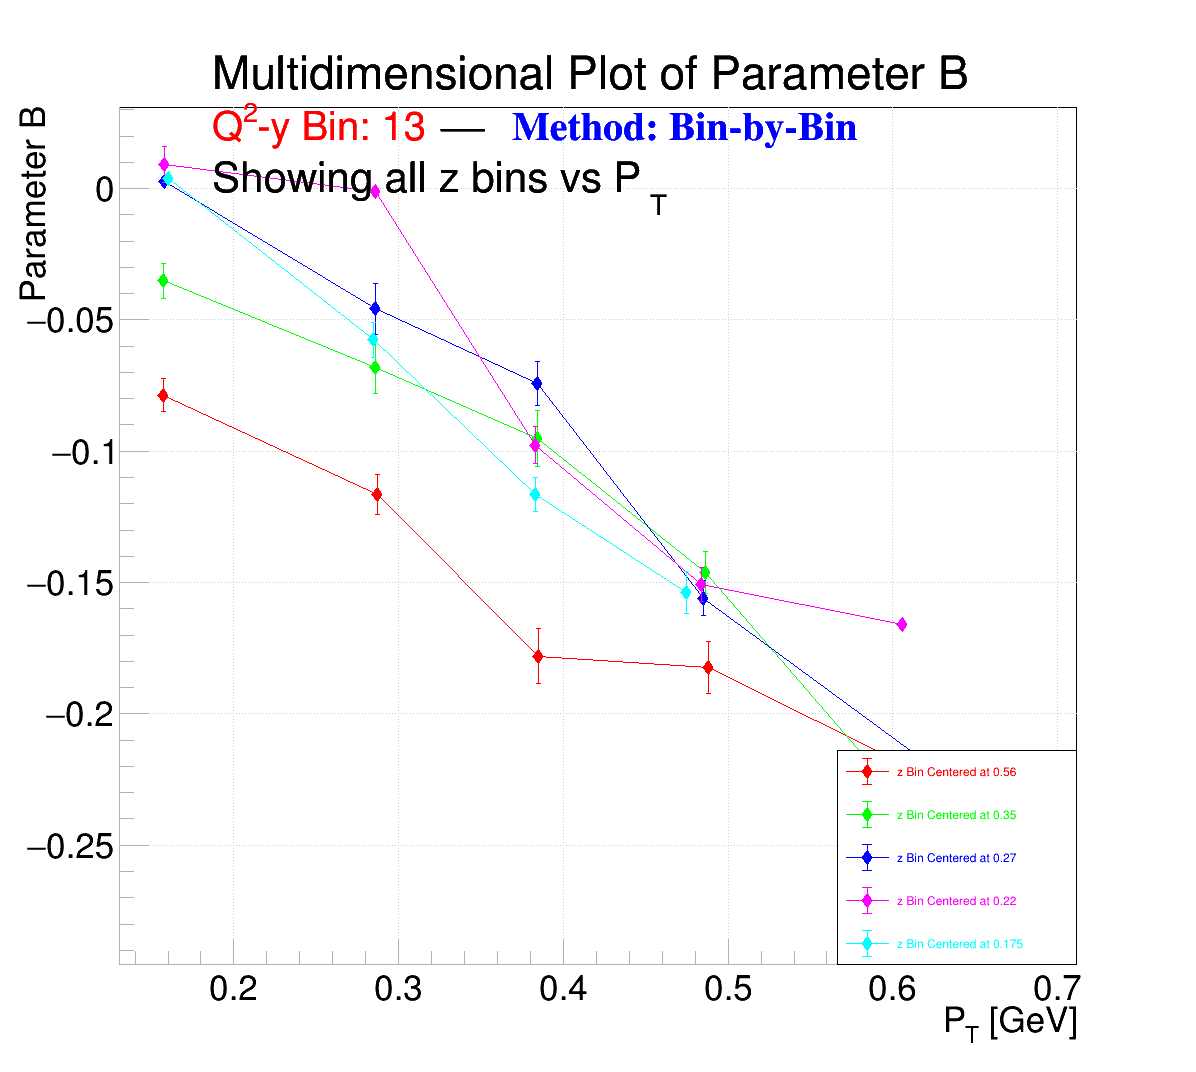 Multidimensional Plot of Parameter B
Q²-y Bin: 13 — Method: Bin-by-Bin
Showing all z bins vs P_T
Parameter B
0
−0.05
−0.1
−0.15
−0.2
−0.25
z Bin Centered at 0.56
z Bin Centered at 0.35
z Bin Centered at 0.27
z Bin Centered at 0.22
z Bin Centered at 0.175
0.2 0.3 0.4 0.5 0.6 0.7
P_T [GeV]